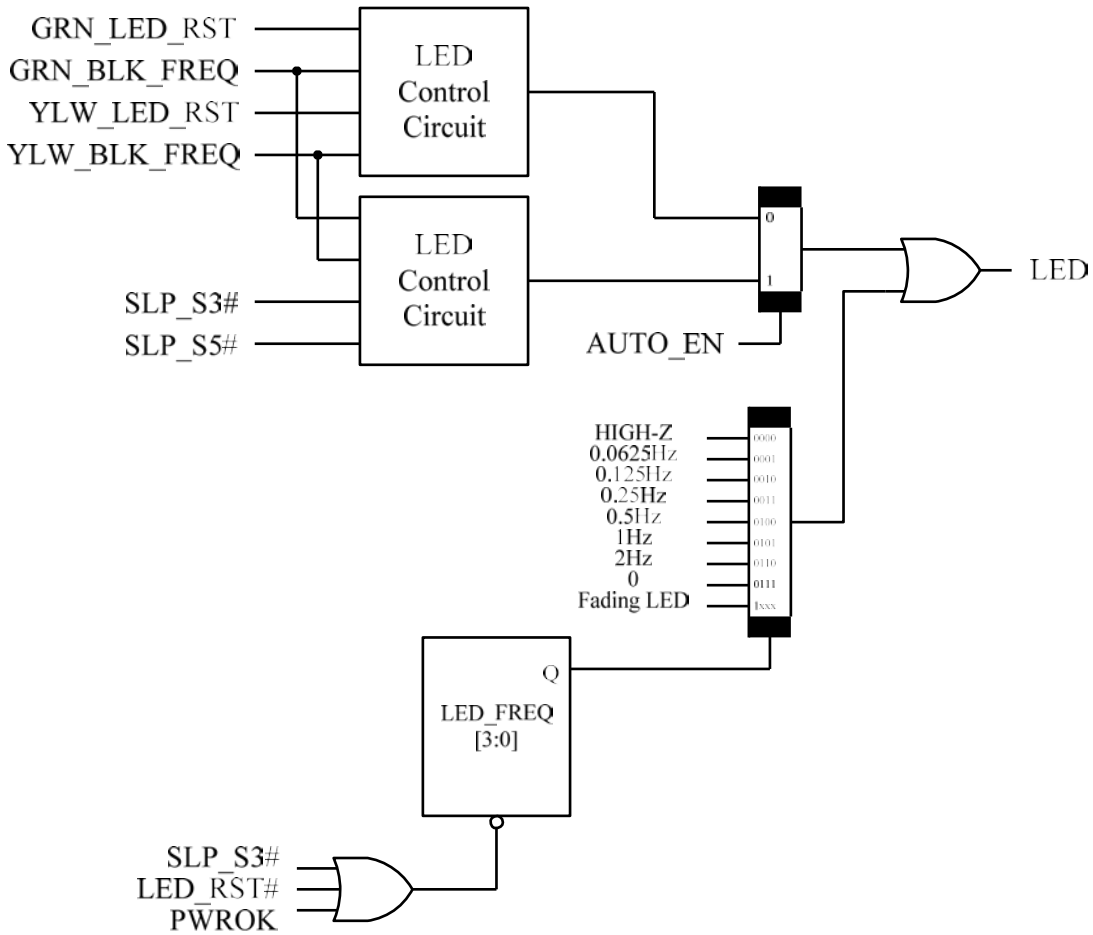 GRN_LED_RST
GRN_BLK_FREQ
YLW_LED_RST
YLW_BLK_FREQ
LED
Control
Circuit
LED
Control
Circuit
SLP_S3#
SLP_S5#
0
1
AUTO_EN
LED
HIGH-Z
0.0625Hz
0.125Hz
0.25Hz
0.5Hz
1Hz
2Hz
0
Fading LED
0000
0001
0010
0011
0100
0101
0110
0111
1xxx
Q
LED_FREQ
[3:0]
SLP_S3#
LED_RST#
PWROK